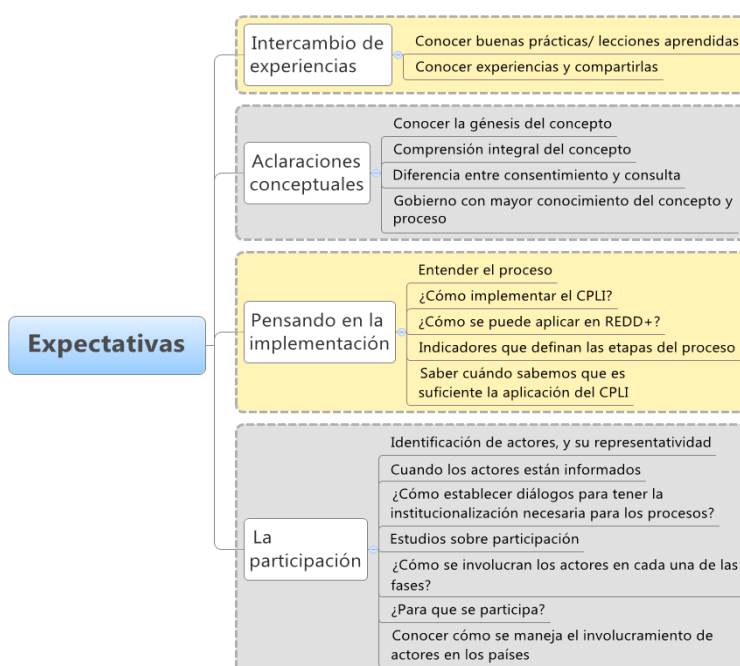 Expectativas
Intercambio de
experiencias
Conocer buenas prácticas/ lecciones aprendidas
Conocer experiencias y compartirlas
Aclaraciones
conceptuales
Conocer la génesis del concepto
Comprensión integral del concepto
Diferencia entre consentimiento y consulta
Gobierno con mayor conocimiento del concepto y
proceso
Pensando en la
implementación
Entender el proceso
¿Cómo implementar el CPLI?
¿Cómo se puede aplicar en REDD+?
Indicadores que definan las etapas del proceso
Saber cuándo sabemos que es
suficiente la aplicación del CPLI
La
participación
Identificación de actores, y su representatividad
Cuando los actores están informados
¿Cómo establecer diálogos para tener la
institucionalización necesaria para los procesos?
Estudios sobre participación
¿Cómo se involucran los actores en cada una de las
fases?
¿Para que se participa?
Conocer cómo se maneja el involucramiento de
actores en los países